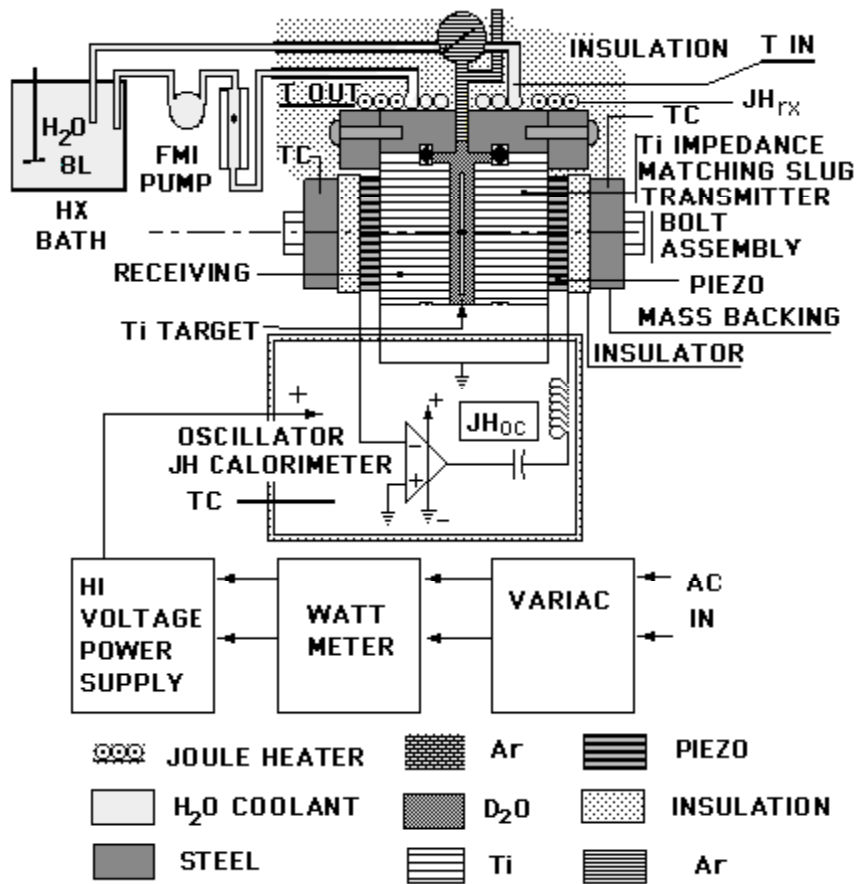 INSULATION
T IN
T OUT
JHrx
TC
H2O
8L
FMI
PUMP
TC
Ti IMPEDANCE
MATCHING SLUG
TRANSMITTER
HX
BATH
BOLT
ASSEMBLY
RECEIVING
PIEZO
Ti TARGET
MASS BACKING
INSULATOR
+
+
JHOC
OSCILLATOR
JH CALORIMETER
−
+
TC
−
HI
VOLTAGE
POWER
SUPPLY
WATT
METER
VARIAC
AC
IN
JOULE HEATER
Ar
PIEZO
H2O COOLANT
D2O
INSULATION
STEEL
Ti
Ar